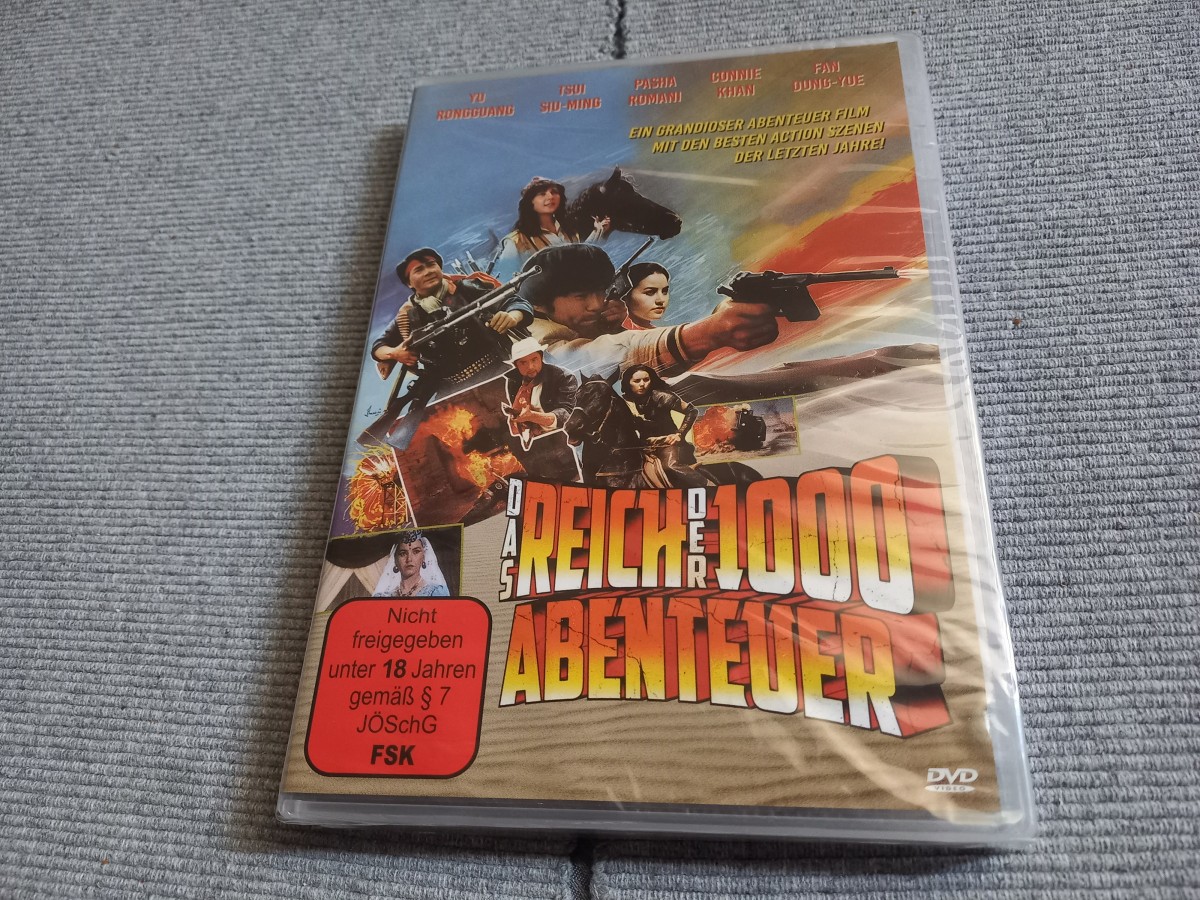 YU RONGGUANG
TSUI SIU-MING
PASHA ROMANI
CONNIE KHAN
FAN DONG-YUE
EIN GRANDIOSER ABENTEUER FILM
MIT DEN BESTEN ACTION SZENEN
DER LETZTEN JAHRE!
DAS REICH DER 1000
ABENTEUER
Nicht
freigegeben
unter 18 Jahren
gemäß § 7
JÖSchG
FSK
DVD
VIDEO